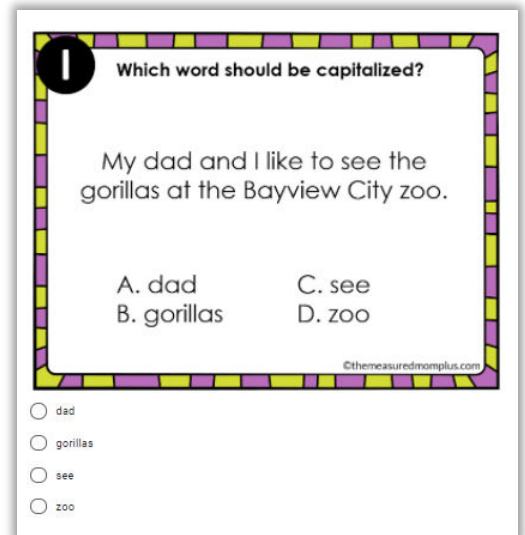 1
Which word should be capitalized?
My dad and I like to see the
gorillas at the Bayview City zoo.
A. dad
C. see
B. gorillas
D. zoo
©themeasuredmomplus.com
dad
gorillas
see
zoo